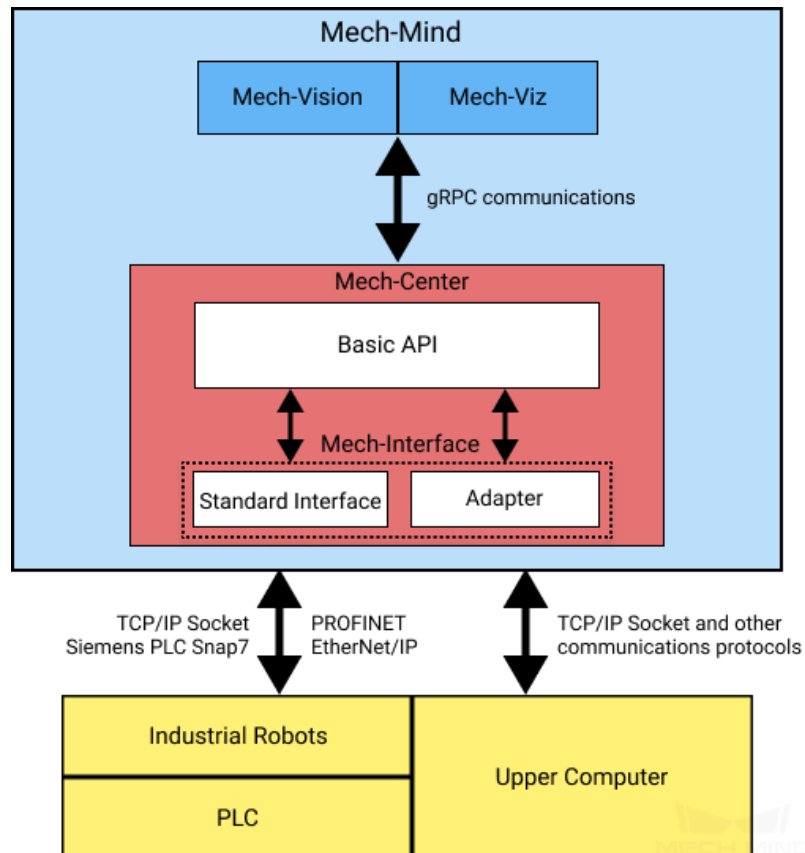 Mech-Mind
Mech-Vision
Mech-Viz
gRPC communications
Mech-Center
Basic API
Mech-Interface
Standard Interface
Adapter
TCP/IP Socket
Siemens PLC Snap7
PROFINET
EtherNet/IP
TCP/IP Socket and other
communications protocols
Industrial Robots
PLC
Upper Computer
MECH MIND